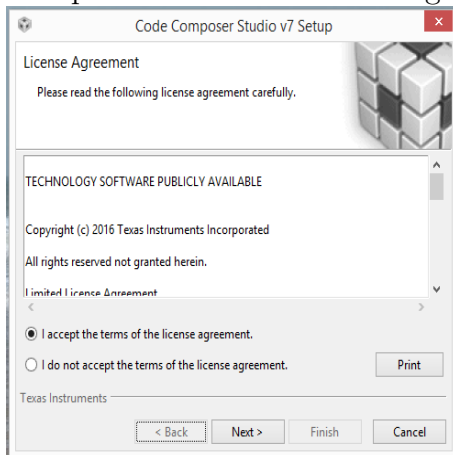 Code Composer Studio v7 Setup
License Agreement
Please read the following license agreement carefully.
TECHNOLOGY SOFTWARE PUBLICLY AVAILABLE
Copyright (c) 2016 Texas Instruments Incorporated
All rights reserved not granted herein.
Limited License Agreement
I accept the terms of the license agreement.
I do not accept the terms of the license agreement.
Print
Texas Instruments
< Back Next > Finish Cancel